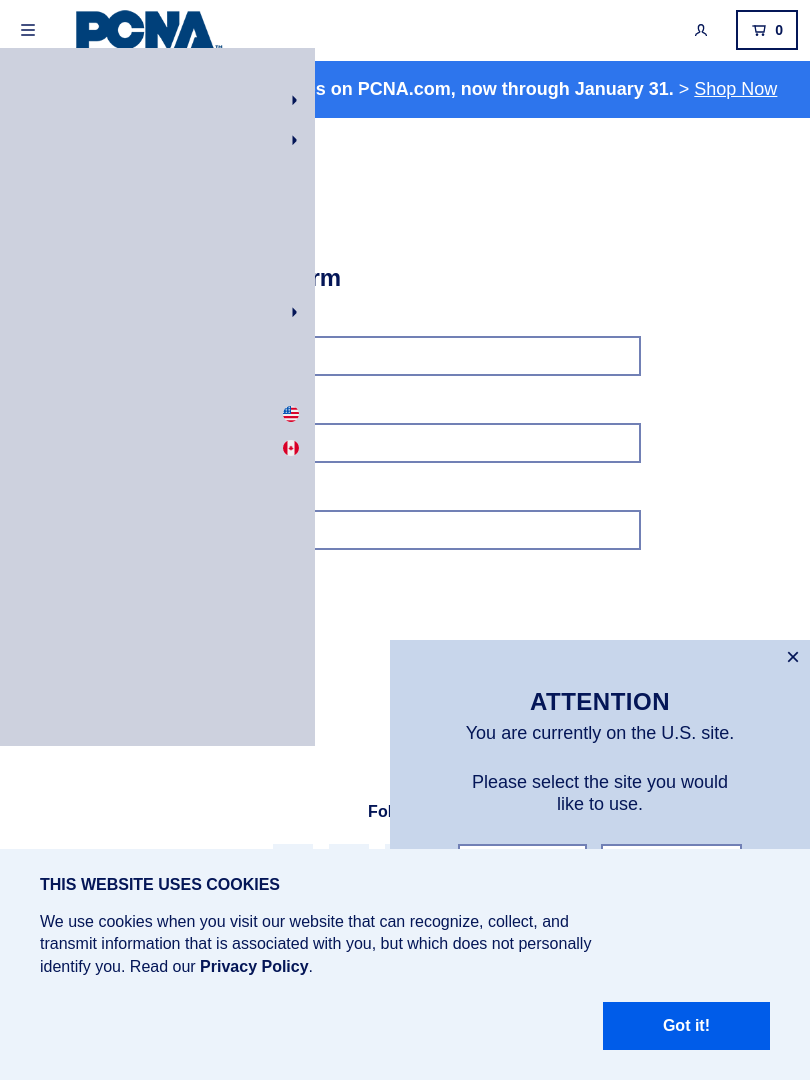 PCNA™
0
s on PCNA.com, now through January 31. > Shop Now
rm
ATTENTION
You are currently on the U.S. site.
Please select the site you would
like to use.
Fol
THIS WEBSITE USES COOKIES
We use cookies when you visit our website that can recognize, collect, and
transmit information that is associated with you, but which does not personally
identify you. Read our Privacy Policy.
Got it!